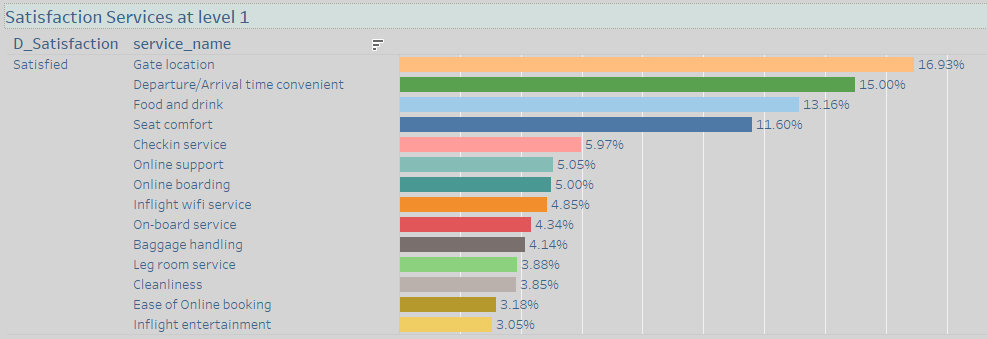 Satisfaction Services at level 1
D_Satisfaction service_name
Satisfied Gate location 16.93%
Departure/Arrival time convenient 15.00%
Food and drink 13.16%
Seat comfort 11.60%
Checkin service 5.97%
Online support 5.05%
Online boarding 5.00%
Inflight wifi service 4.85%
On-board service 4.34%
Baggage handling 4.14%
Leg room service 3.88%
Cleanliness 3.85%
Ease of Online booking 3.18%
Inflight entertainment 3.05%